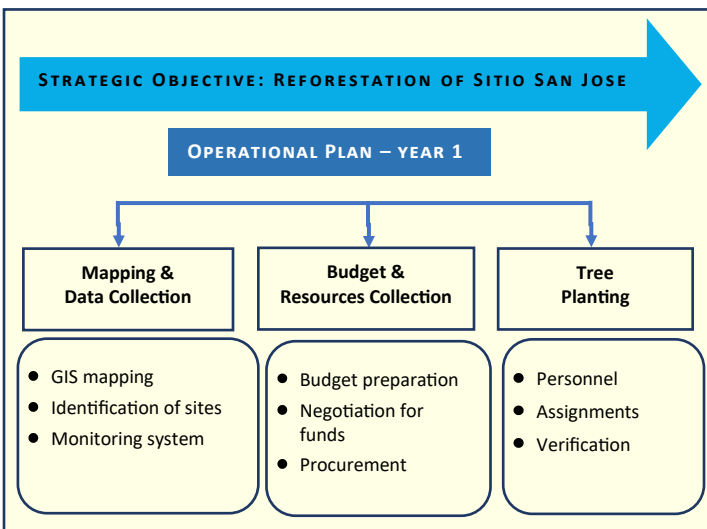 STRATEGIC OBJECTIVE: REFORESTATION OF SITIO SAN JOSE
OPERATIONAL PLAN – YEAR 1
Mapping &
Data Collection
Budget &
Resources Collection
Tree
Planting
● GIS mapping
● Identification of sites
● Monitoring system
● Budget preparation
● Negotiation for
funds
● Procurement
● Personnel
● Assignments
● Verification